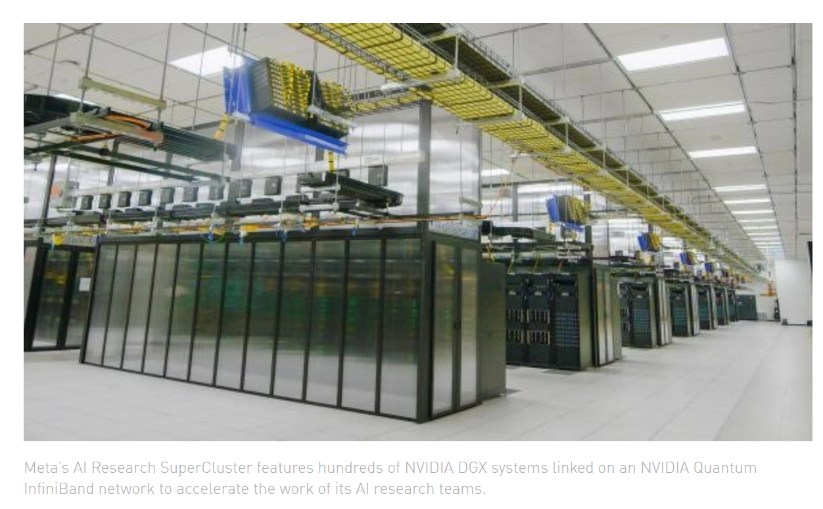 Meta's AI Research SuperCluster features hundreds of NVIDIA DGX systems linked on an NVIDIA Quantum
InfiniBand network to accelerate the work of its AI research teams.